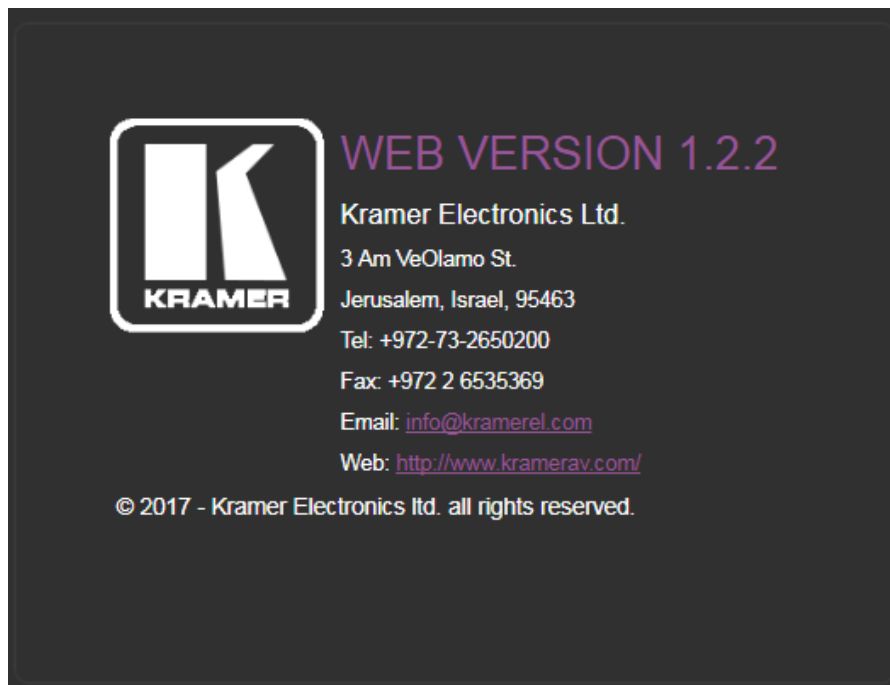 KRAMER
WEB VERSION 1.2.2
Kramer Electronics Ltd.
3 Am VeOlamo St.
Jerusalem, Israel, 95463
Tel: +972-73-2650200
Fax: +972 2 6535369
Email: info@kramerel.com
Web: http://www.kramerav.com/
© 2017 - Kramer Electronics ltd. all rights reserved.